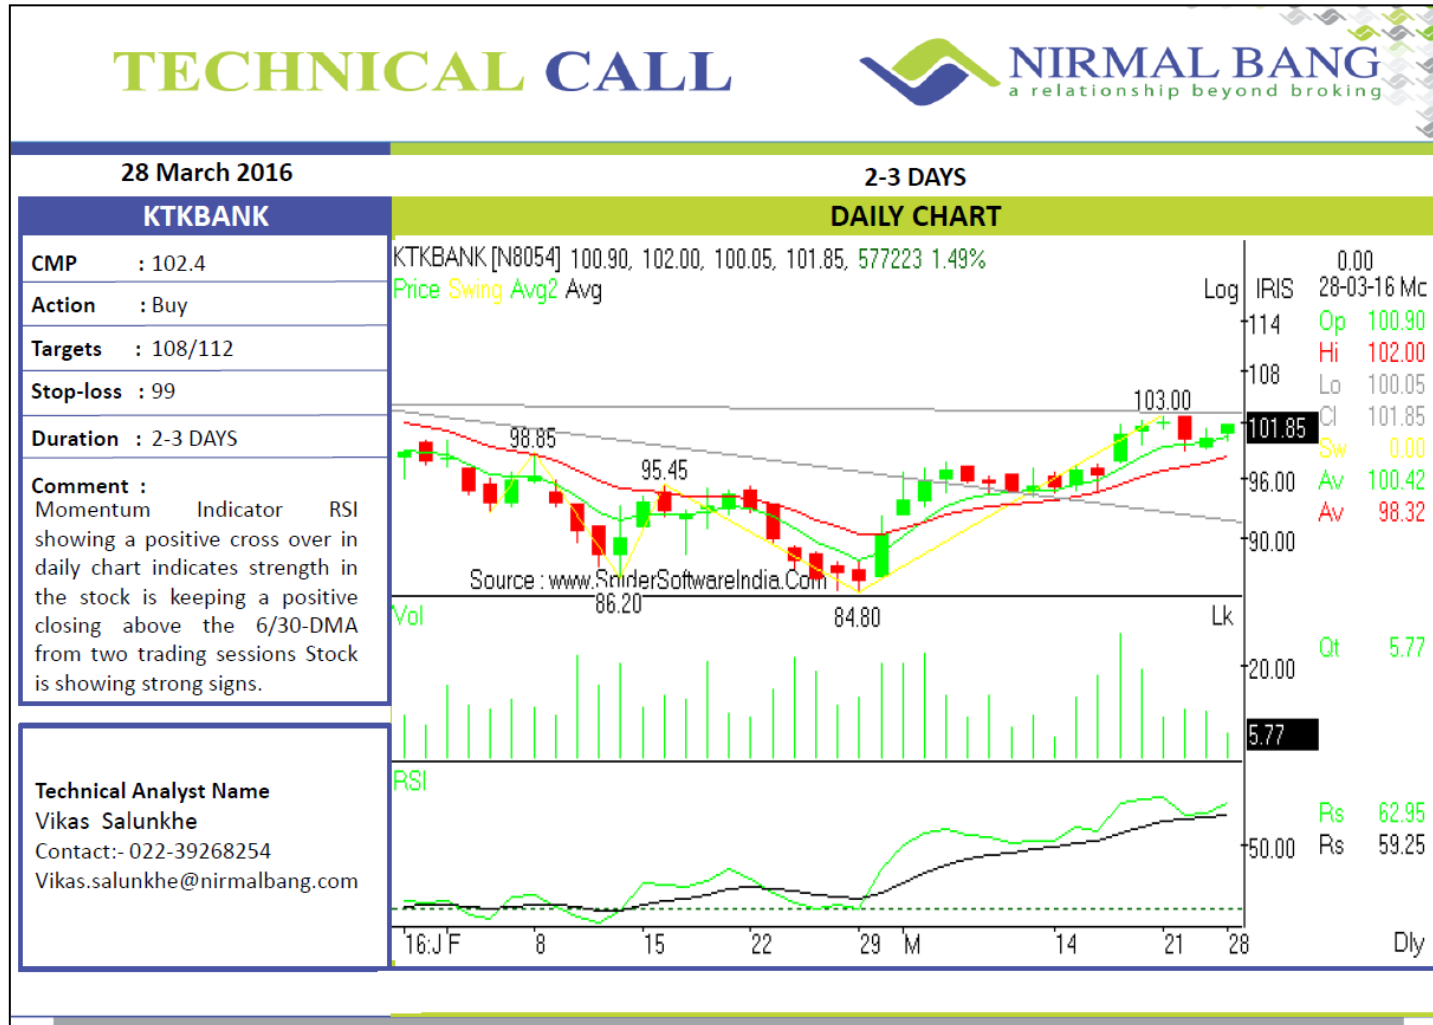 TECHNICAL CALL
NIRMAL BANG
a relationship beyond broking
28 March 2016
2-3 DAYS
KTKBANK
DAILY CHART
CMP : 102.4
Action : Buy
Targets : 108/112
Stop-loss : 99
Duration : 2-3 DAYS
Comment :
Momentum Indicator RSI
showing a positive cross over in
daily chart indicates strength in
the stock is keeping a positive
closing above the 6/30-DMA
from two trading sessions Stock
is showing strong signs.
Technical Analyst Name
Vikas Salunkhe
Contact:- 022-39268254
Vikas.salunkhe@nirmalbang.com
KTKBANK [N8054] 100.90, 102.00, 100.05, 101.85, 577223 1.49%
Price Swing Avg2 Avg
Log IRIS
0.00
28-03-16 Mc
114
108
101.85
96.00
90.00
Op 100.90
Hi 102.00
Lo 100.05
Cl 101.85
Sw 0.00
Av 100.42
Av 98.32
103.00
98.85
95.45
Source : www.SpiderSoftwareIndia.Com
86.20
84.80
Vol
Lk
20.00
5.77
Qt 5.77
RSI
50.00
Rs 62.95
Rs 59.25
16:J F 8 15 22 29 M 14 21 28
Dly